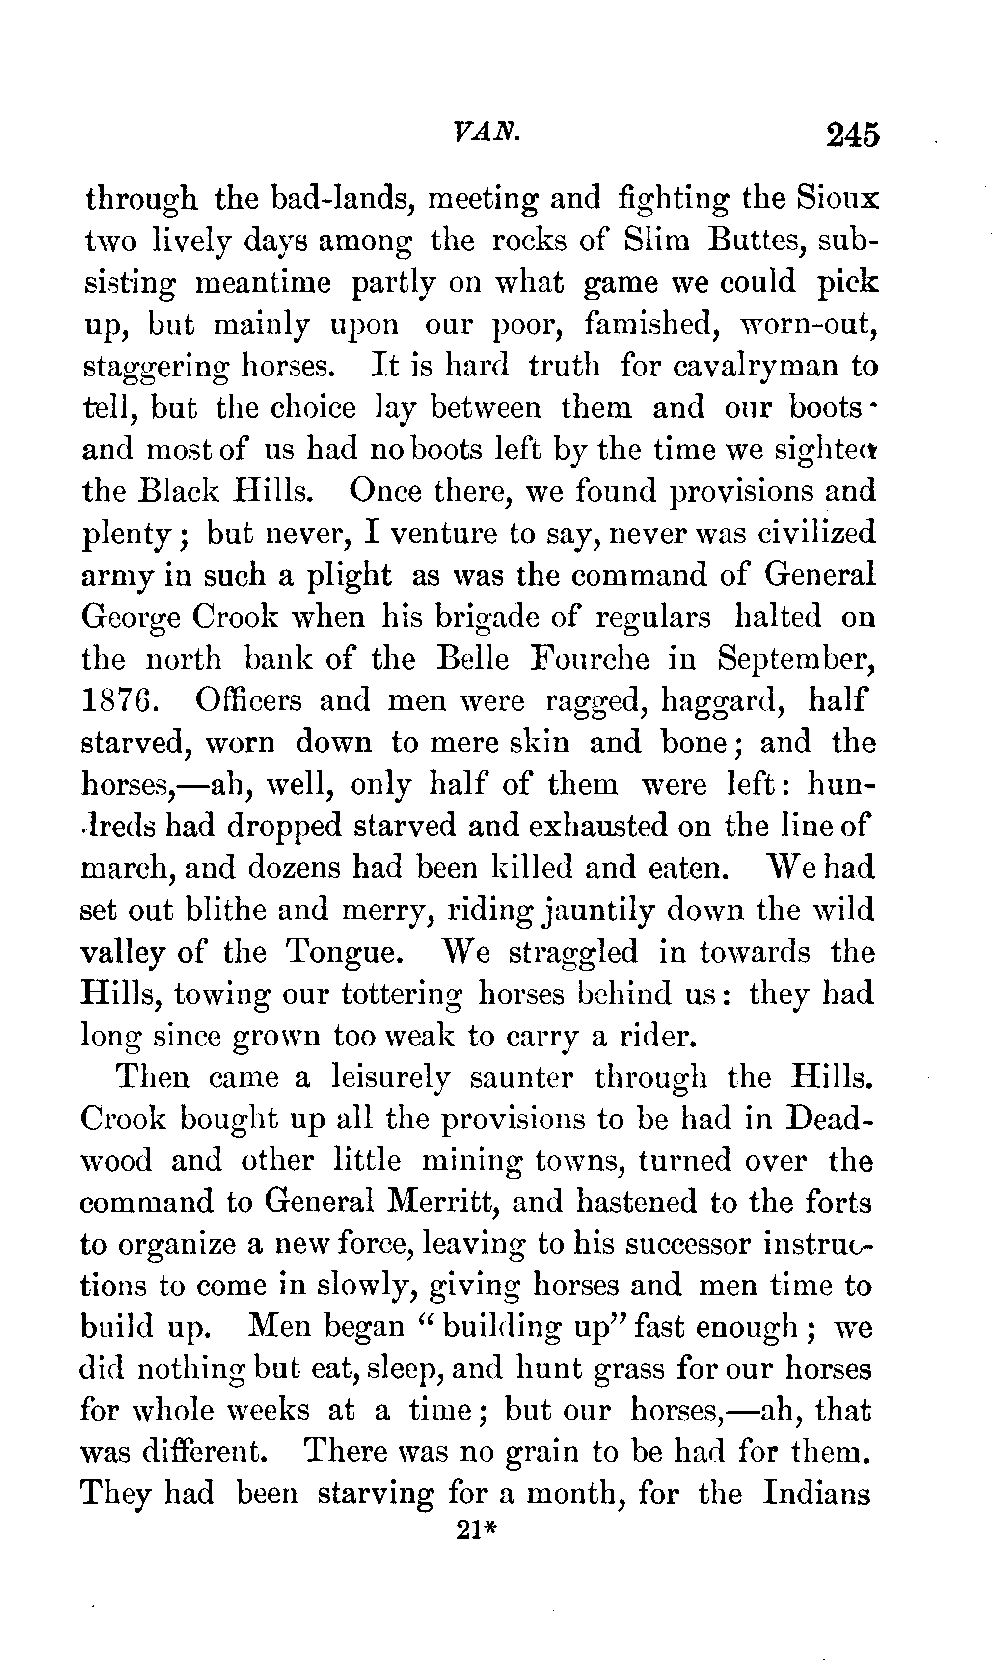 VAN. 245
through the bad-lands, meeting and fighting the Sioux
two lively days among the rocks of Slim Buttes, sub-
sisting meantime partly on what game we could pick
up, but mainly upon our poor, famished, worn-out,
staggering horses. It is hard truth for cavalryman to
tell, but the choice lay between them and our boots·
and most of us had no boots left by the time we sighted
the Black Hills. Once there, we found provisions and
plenty; but never, I venture to say, never was civilized
army in such a plight as was the command of General
George Crook when his brigade of regulars halted on
the north bank of the Belle Fourche in September,
1876. Officers and men were ragged, haggard, half
starved, worn down to mere skin and bone; and the
horses,—ah, well, only half of them were left: hun-
dreds had dropped starved and exhausted on the line of
march, and dozens had been killed and eaten. We had
set out blithe and merry, riding jauntily down the wild
valley of the Tongue. We straggled in towards the
Hills, towing our tottering horses behind us: they had
long since grown too weak to carry a rider.
Then came a leisurely saunter through the Hills.
Crook bought up all the provisions to be had in Dead-
wood and other little mining towns, turned over the
command to General Merritt, and hastened to the forts
to organize a new force, leaving to his successor instruc-
tions to come in slowly, giving horses and men time to
build up. Men began "building up" fast enough; we
did nothing but eat, sleep, and hunt grass for our horses
for whole weeks at a time; but our horses,—ah, that
was different. There was no grain to be had for them.
They had been starving for a month, for the Indians
21*